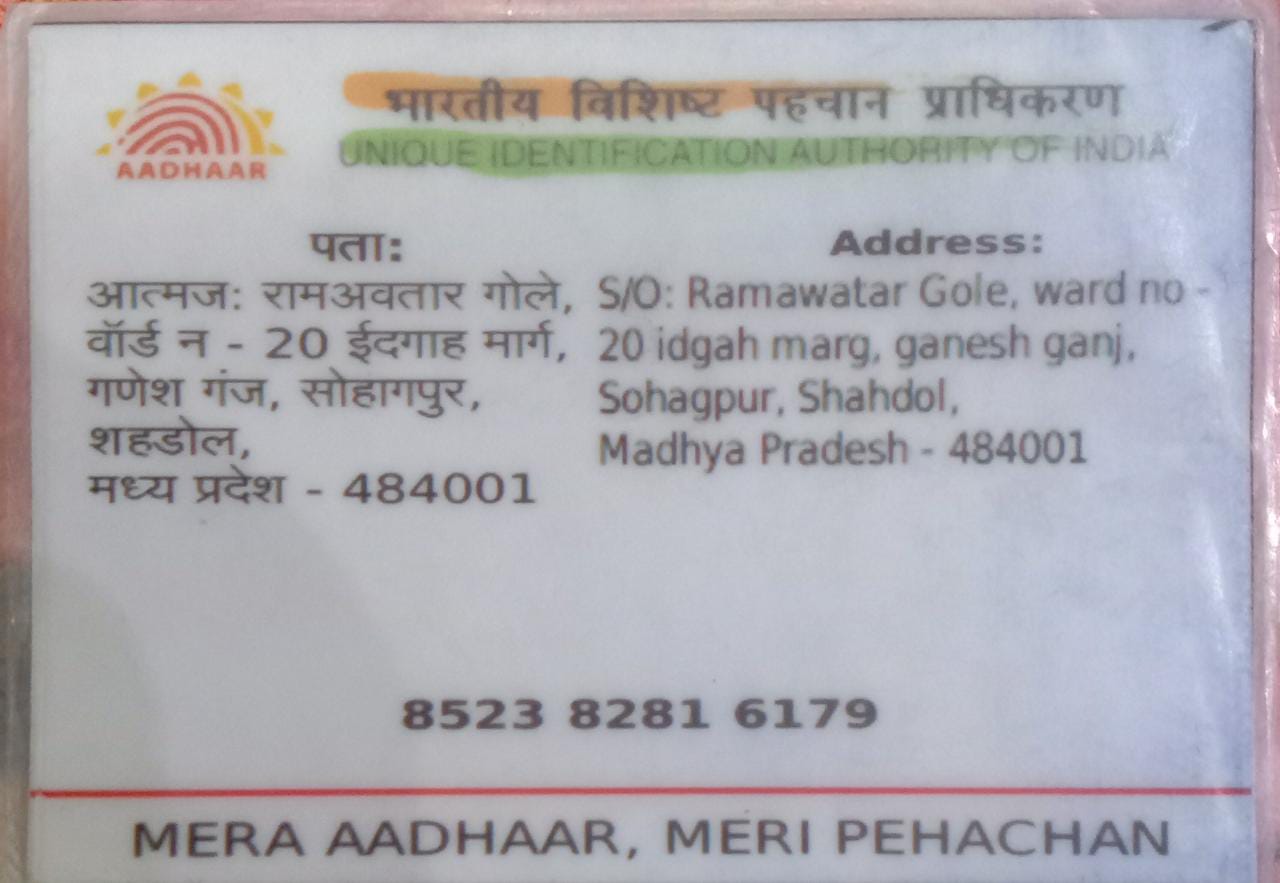 AADHAAR
भारतीय विशिष्ट पहचान प्राधिकरण
UNIQUE IDENTIFICATION AUTHORITY OF INDIA
पता:
आत्मज: रामअवतार गोले,
वॉर्ड न - 20 ईदगाह मार्ग,
गणेश गंज, सोहागपुर,
शहडोल,
मध्य प्रदेश - 484001
Address:
S/O: Ramawatar Gole, ward no -
20 idgah marg, ganesh ganj,
Sohagpur, Shahdol,
Madhya Pradesh - 484001
8523 8281 6179
MERA AADHAAR, MERI PEHACHAN